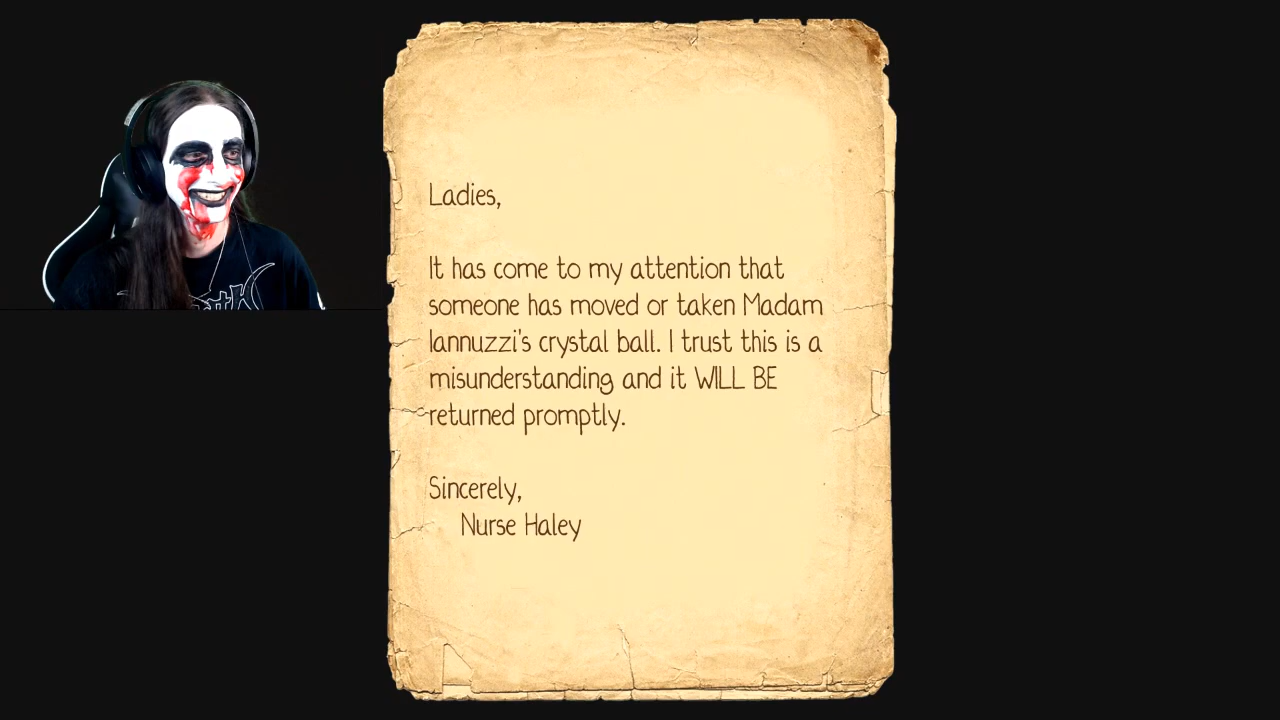 Ladies,
It has come to my attention that
someone has moved or taken Madam
Iannuzzi's crystal ball. I trust this is a
misunderstanding and it WILL BE
returned promptly.
Sincerely,
Nurse Haley